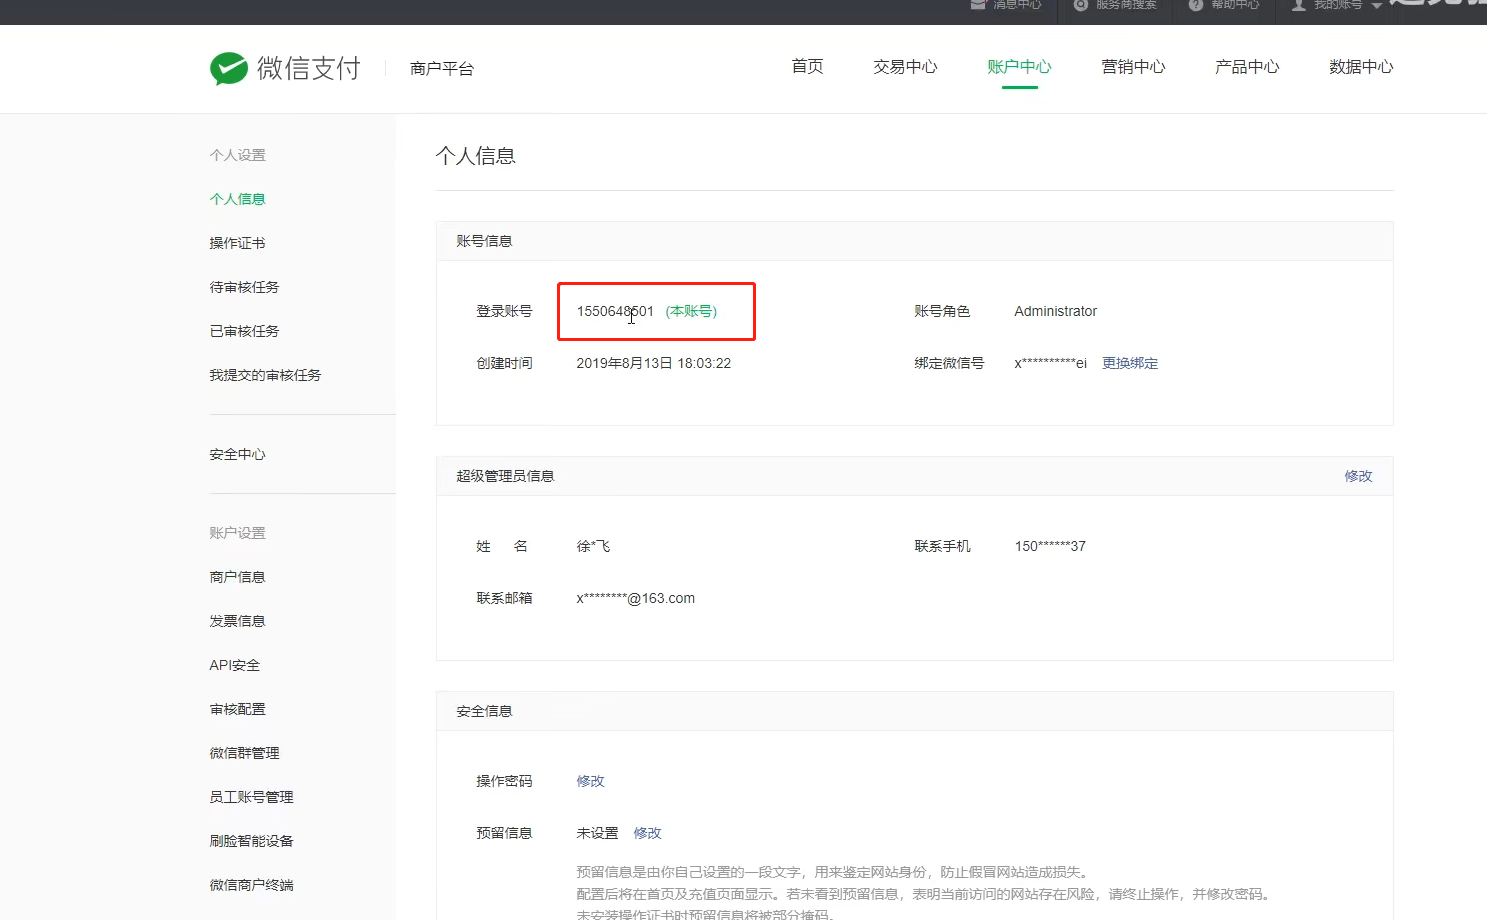 消息中心 服务商搜索 帮助中心 我的账号
微信支付 商户平台 首页 交易中心 账户中心 营销中心 产品中心 数据中心
个人设置
个人信息
操作证书
待审核任务
已审核任务
我提交的审核任务
安全中心
账户设置
商户信息
发票信息
API安全
审核配置
微信群管理
员工账号管理
刷脸智能设备
微信商户终端
个人信息
账号信息
登录账号 1550648501 (本账号) 账号角色 Administrator
创建时间 2019年8月13日 18:03:22 绑定微信号 x**********ei 更换绑定
超级管理员信息 修改
姓 名 徐*飞 联系手机 150******37
联系邮箱 x********@163.com
安全信息
操作密码 修改
预留信息 未设置 修改
预留信息是由你自己设置的一段文字，用来鉴定网站身份，防止假冒网站造成损失。
配置后将在首页及充值页面显示。若未看到预留信息，表明当前访问的网站存在风险，请终止操作，并修改密码。
未安装操作证书时预留信息将被部分掩码。